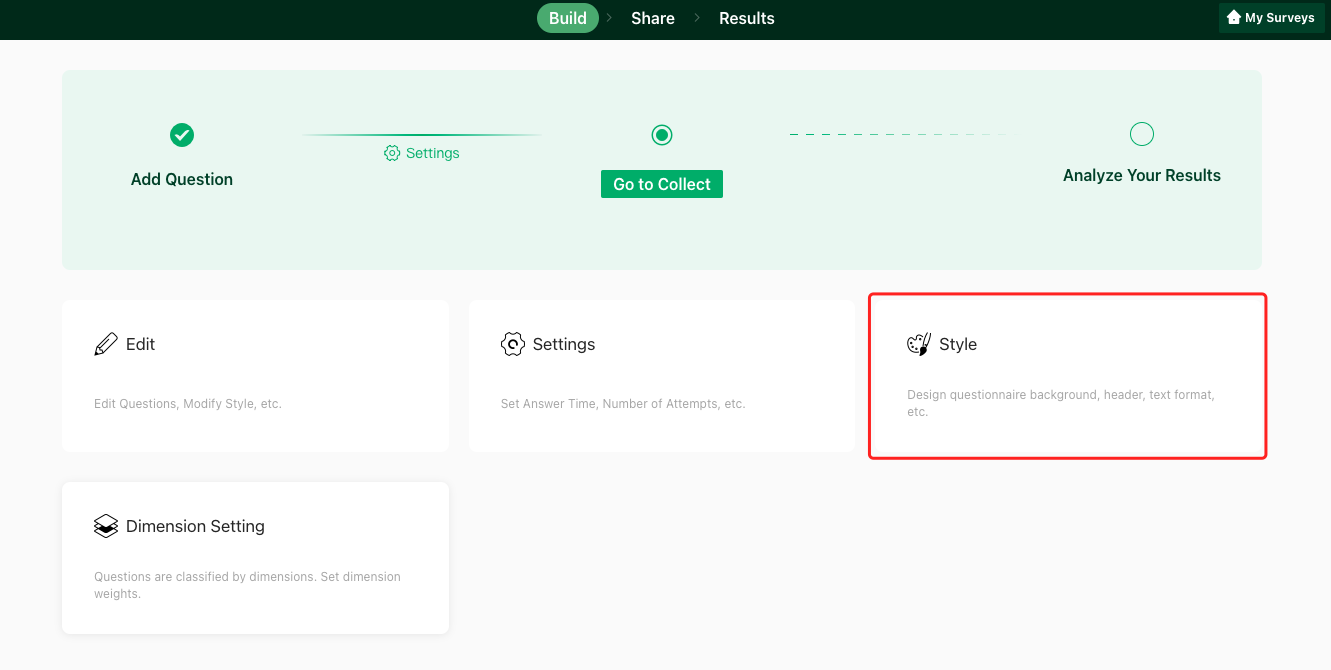 Build
Share
Results
My Surveys
Settings
Add Question
Go to Collect
Analyze Your Results
Edit
Edit Questions, Modify Style, etc.
Settings
Set Answer Time, Number of Attempts, etc.
Style
Design questionnaire background, header, text format,
etc.
Dimension Setting
Questions are classified by dimensions. Set dimension
weights.